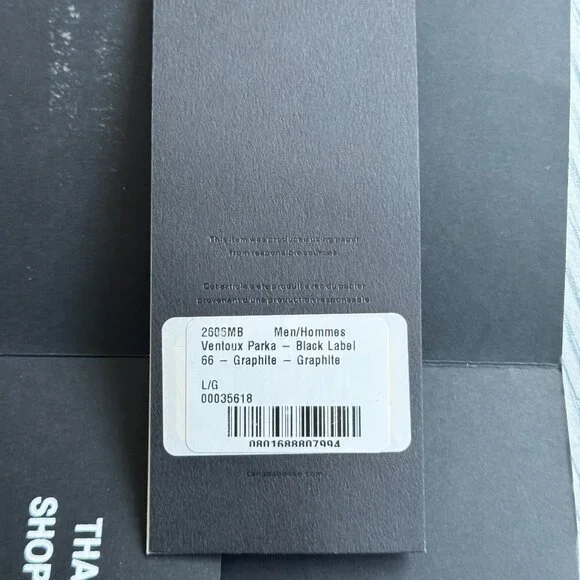 This item was produced using paper
from responsible sources.
Cet article a été produit avec du papier
provenant d'une production responsable.
2606MB Men/Hommes
Ventoux Parka – Black Label
66 – Graphite – Graphite
L/G
00035618
0801688807994
canadagoose.com
THA
SHOP